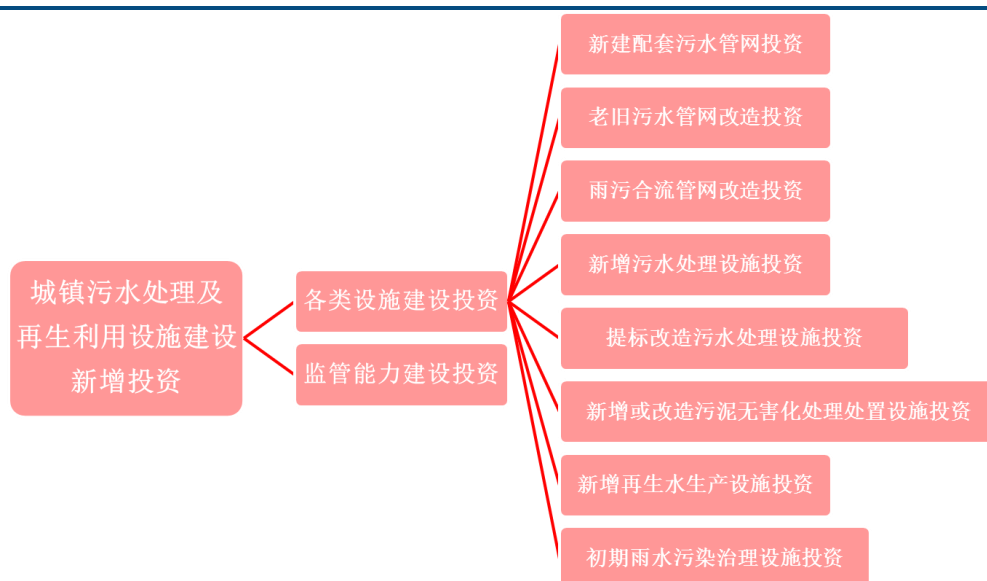 城镇污水处理及
再生利用设施建设
新增投资
各类设施建设投资
监管能力建设投资
新建配套污水管网投资
老旧污水管网改造投资
雨污合流管网改造投资
新增污水处理设施投资
提标改造污水处理设施投资
新增或改造污泥无害化处理处置设施投资
新增再生水生产设施投资
初期雨水污染治理设施投资